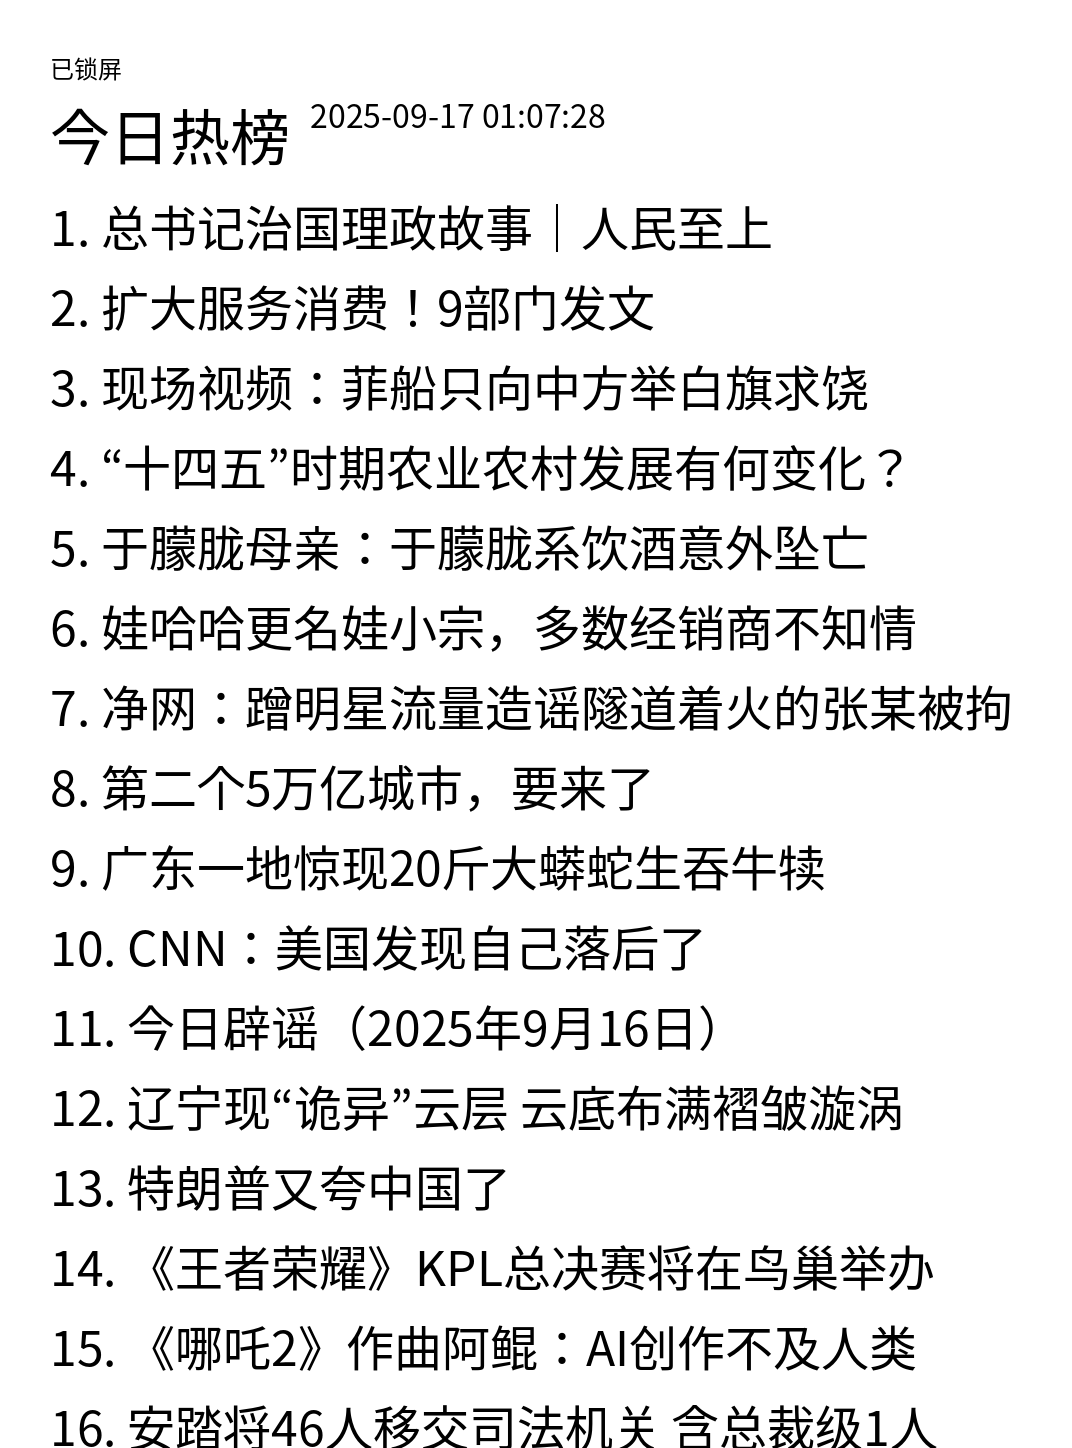 已锁屏
今日热榜 2025-09-17 01:07:28
1. 总书记治国理政故事｜人民至上
2. 扩大服务消费！9部门发文
3. 现场视频：菲船只向中方举白旗求饶
4. “十四五”时期农业农村发展有何变化？
5. 于朦胧母亲：于朦胧系饮酒意外坠亡
6. 娃哈哈更名娃小宗，多数经销商不知情
7. 净网：蹭明星流量造谣隧道着火的张某被拘
8. 第二个5万亿城市，要来了
9. 广东一地惊现20斤大蟒蛇生吞牛犊
10. CNN：美国发现自己落后了
11. 今日辟谣（2025年9月16日）
12. 辽宁现“诡异”云层 云底布满褶皱漩涡
13. 特朗普又夸中国了
14. 《王者荣耀》KPL总决赛将在鸟巢举办
15. 《哪吒2》作曲阿鲲：AI创作不及人类
16. 安踏将46人移交司法机关 含总裁级1人